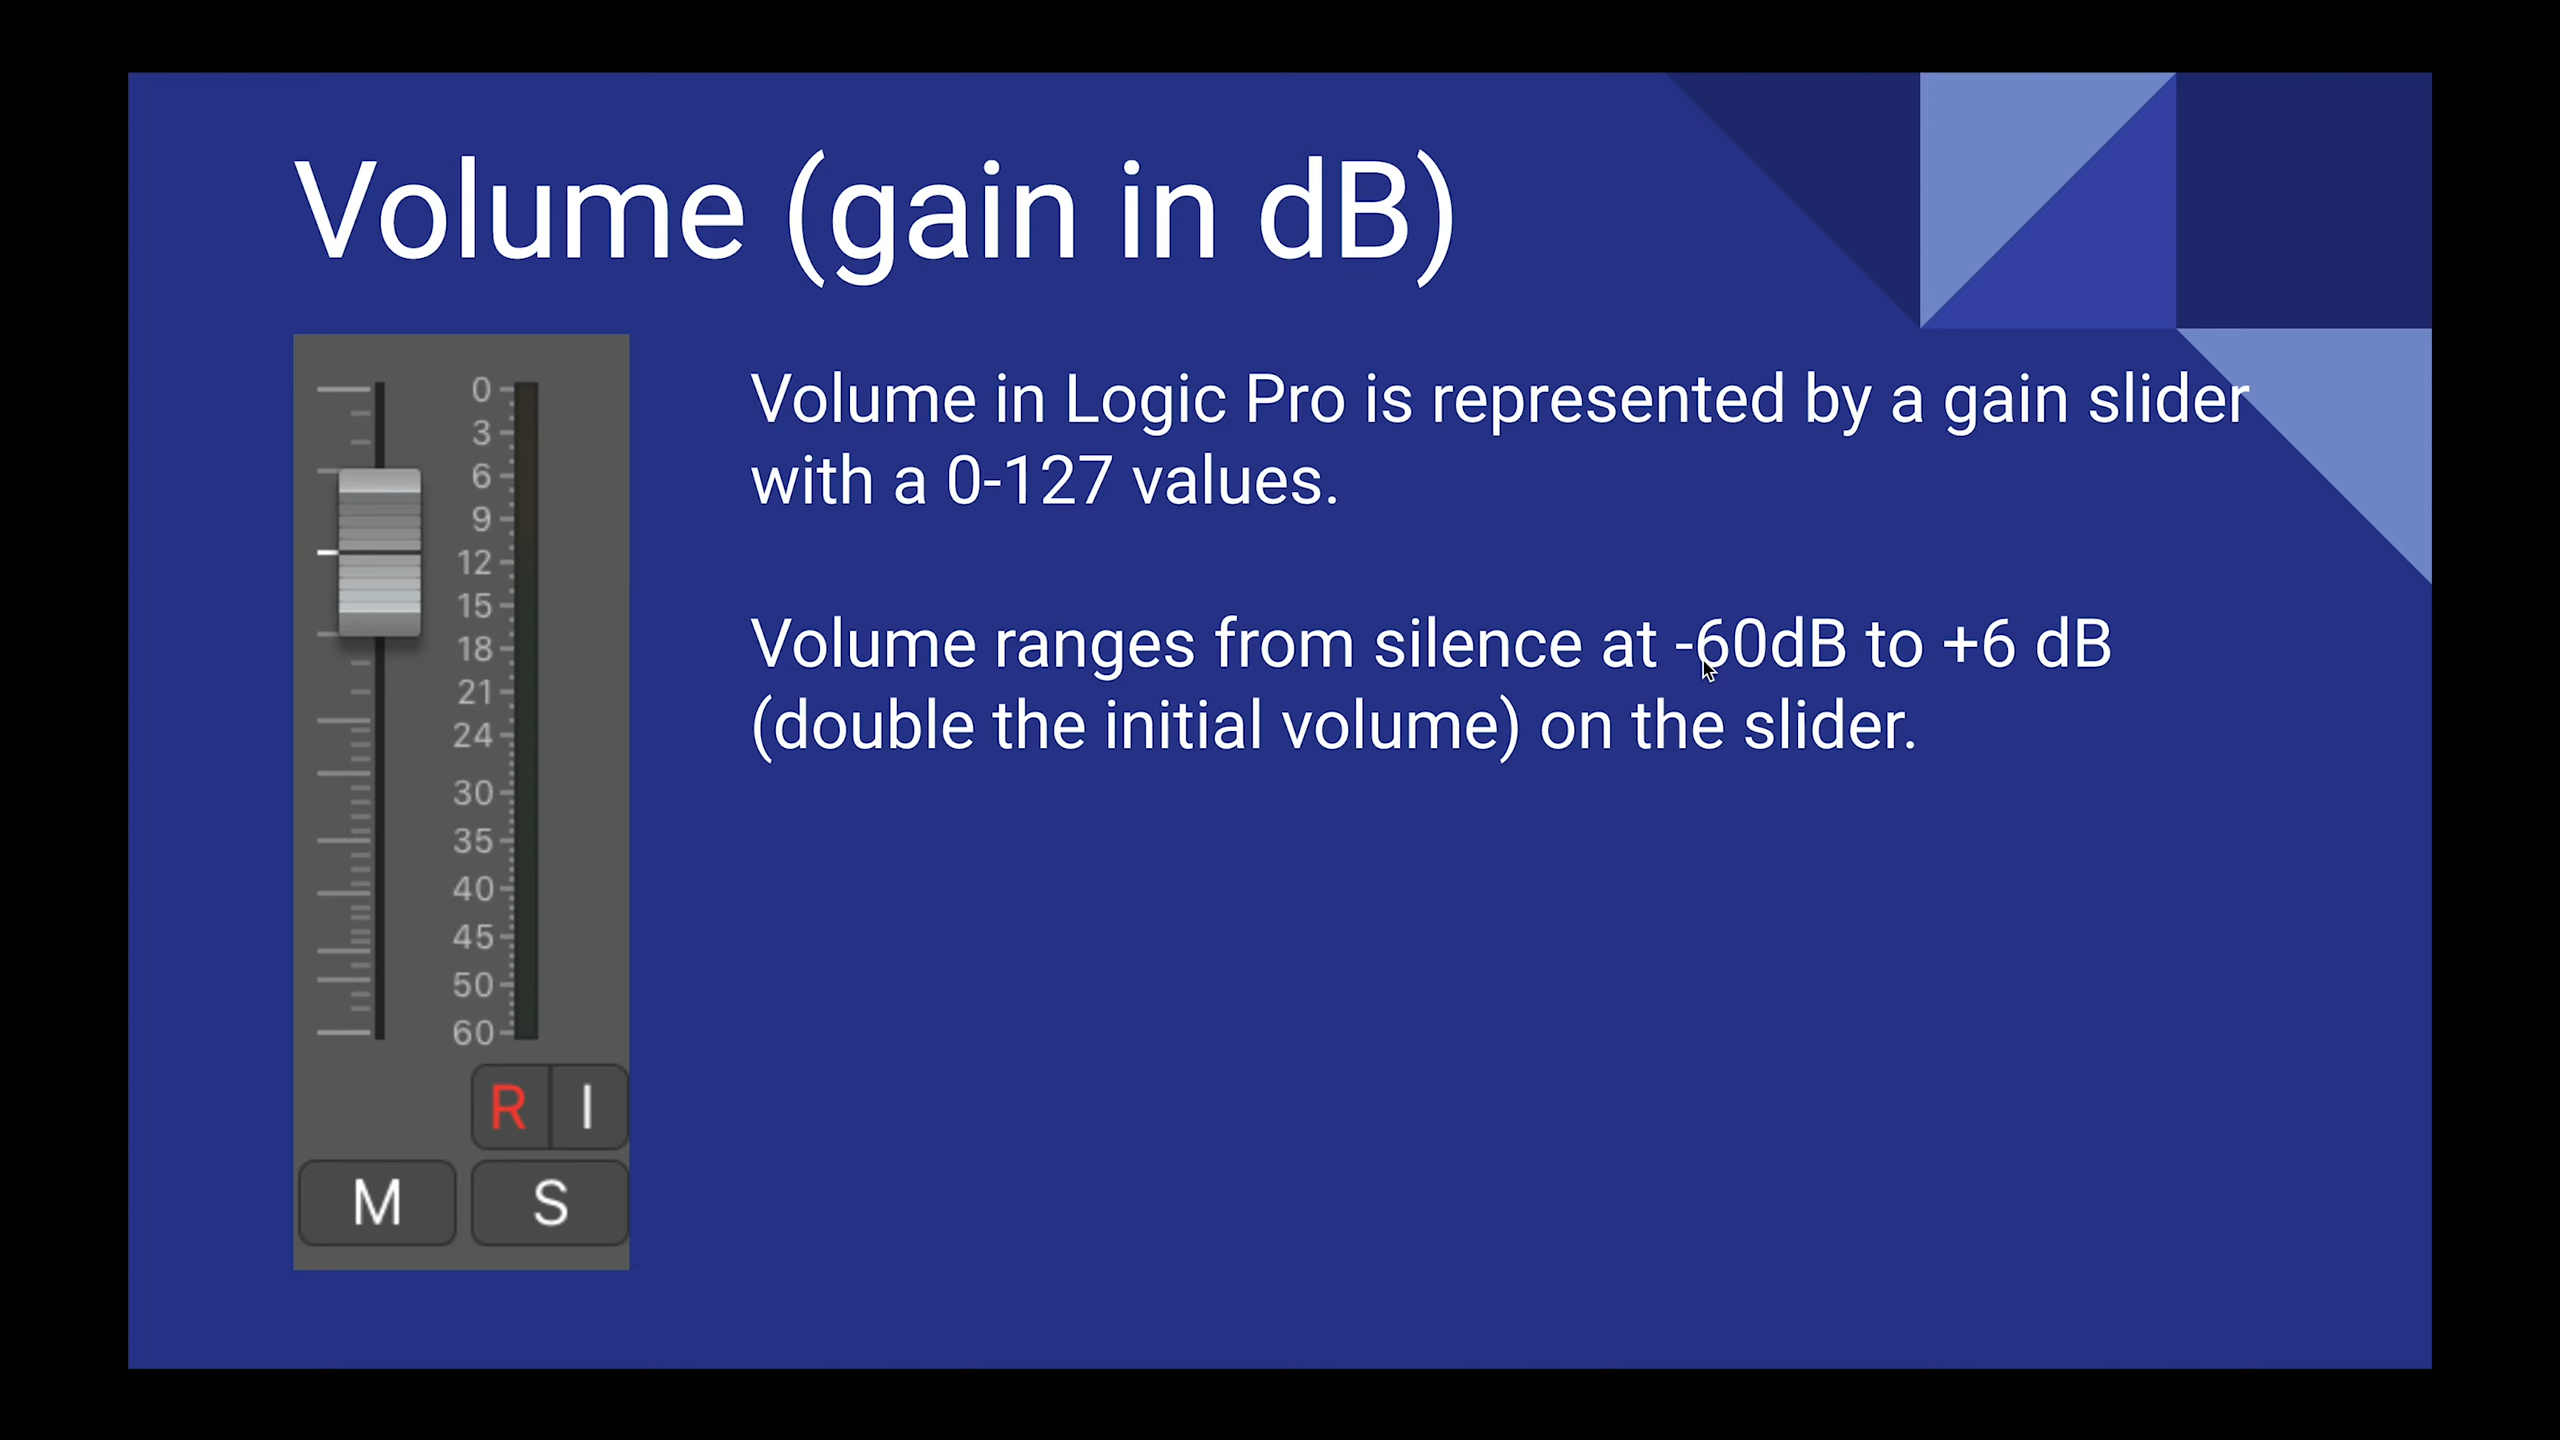 Volume (gain in dB)
Volume in Logic Pro is represented by a gain slider
with a 0-127 values.
Volume ranges from silence at -60dB to +6 dB
(double the initial volume) on the slider.
0
3
6
9
12
15
18
21
24
30
35
40
45
50
60
R I
M S